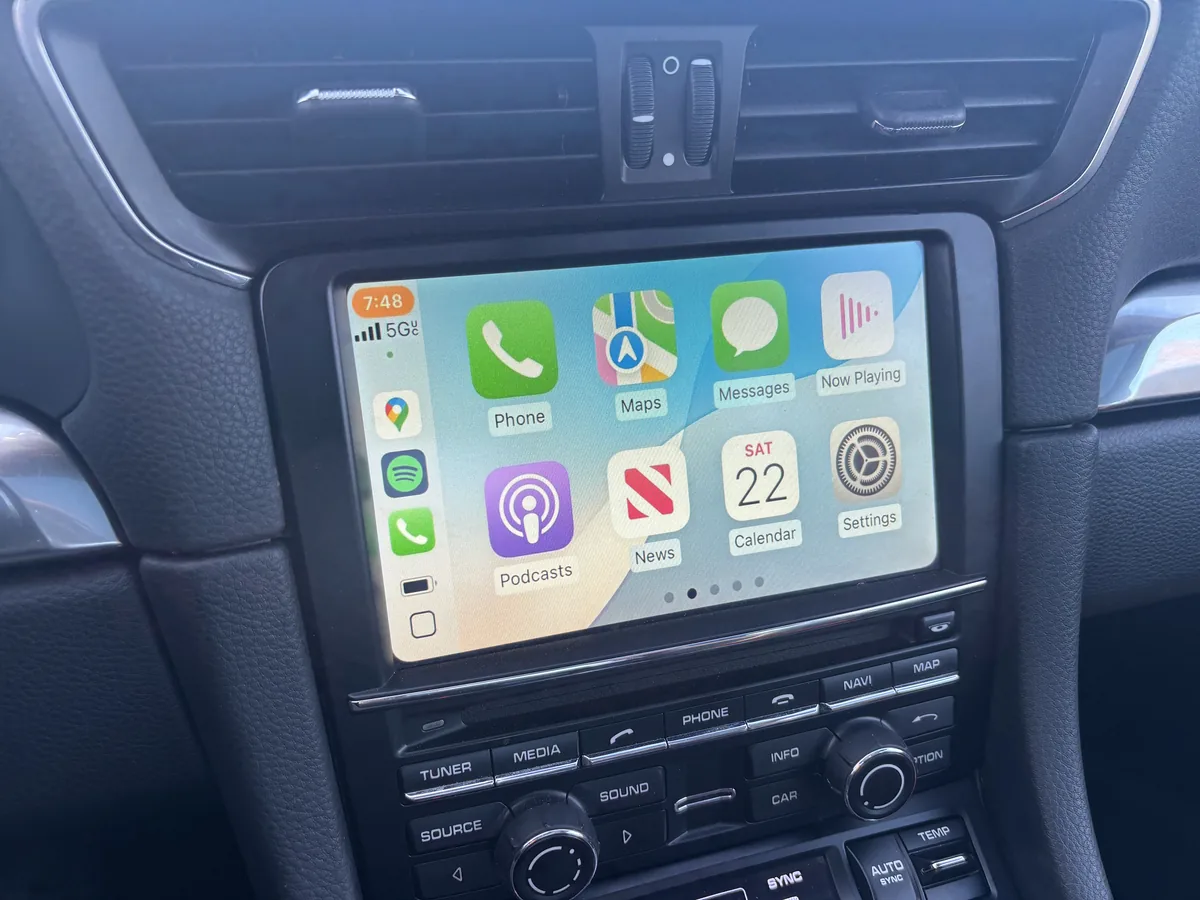 7:48
5GUC
Phone
Maps
Messages
Now Playing
Podcasts
News
SAT
22
Calendar
Settings
TUNER
MEDIA
PHONE
NAVI
MAP
SOURCE
SOUND
INFO
CAR
TEMP
AUTO
SYNC
SYNC